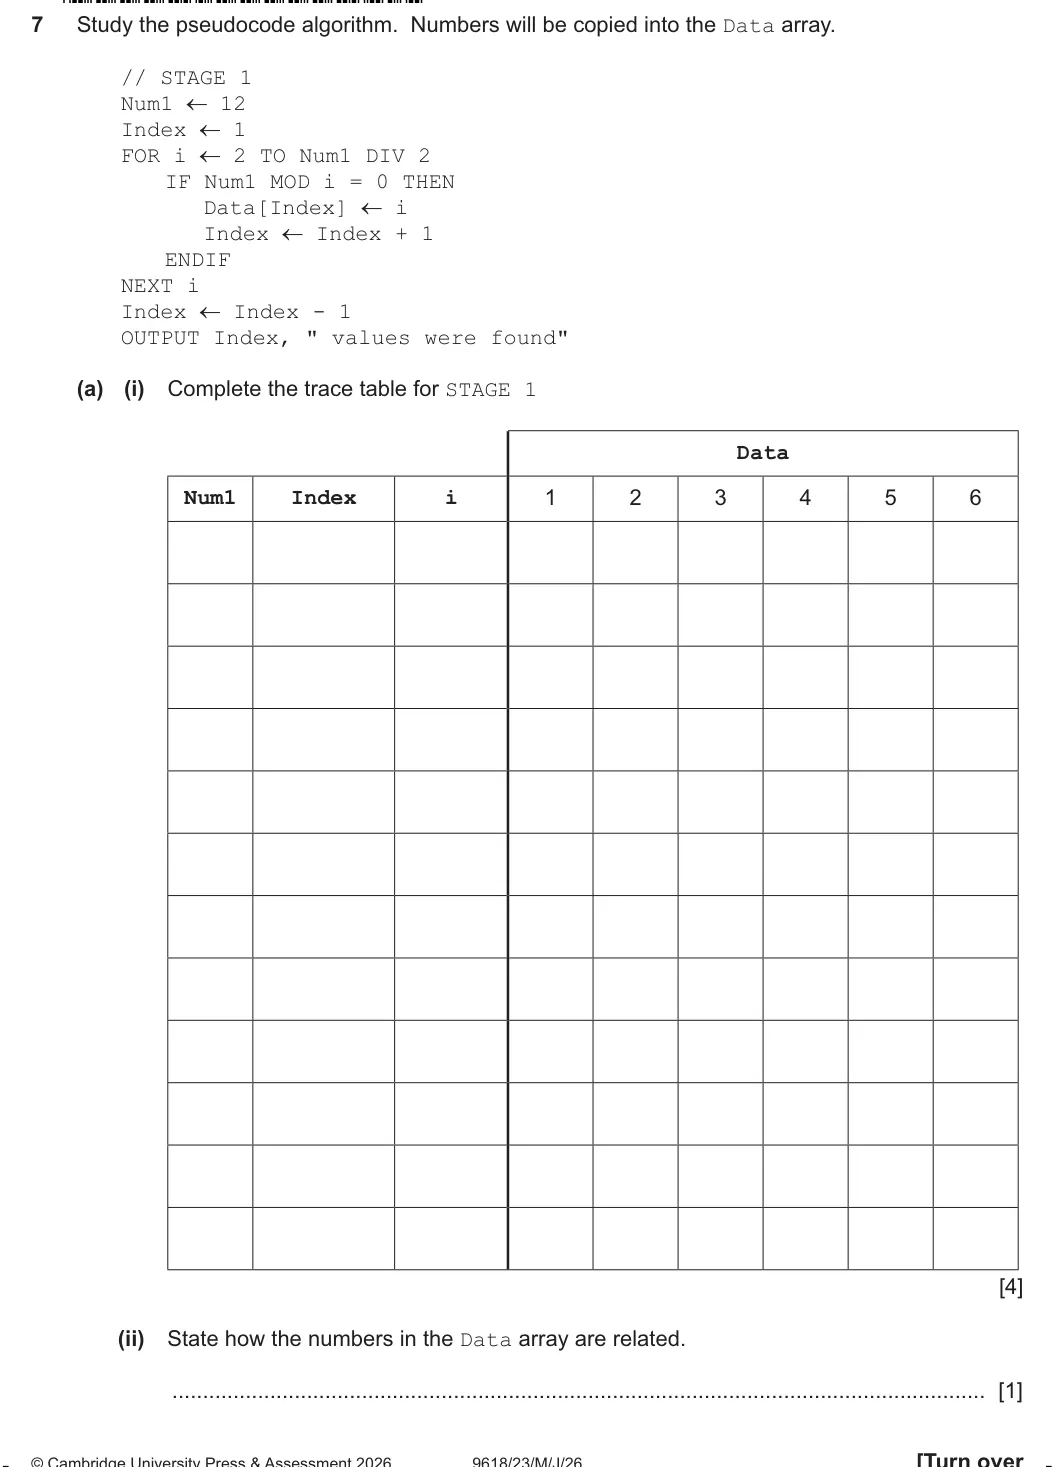 7 Study the pseudocode algorithm. Numbers will be copied into the Data array.
// STAGE 1
Num1 ← 12
Index ← 1
FOR i ← 2 TO Num1 DIV 2
IF Num1 MOD i = 0 THEN
Data[Index] ← i
Index ← Index + 1
ENDIF
NEXT i
Index ← Index - 1
OUTPUT Index, " values were found"
(a) (i) Complete the trace table for STAGE 1
Data
Num1 Index i 1 2 3 4 5 6
[4]
(ii) State how the numbers in the Data array are related.
[1]
© Cambridge University Press & Assessment 2026 9618/23/M/J/26 [Turn over